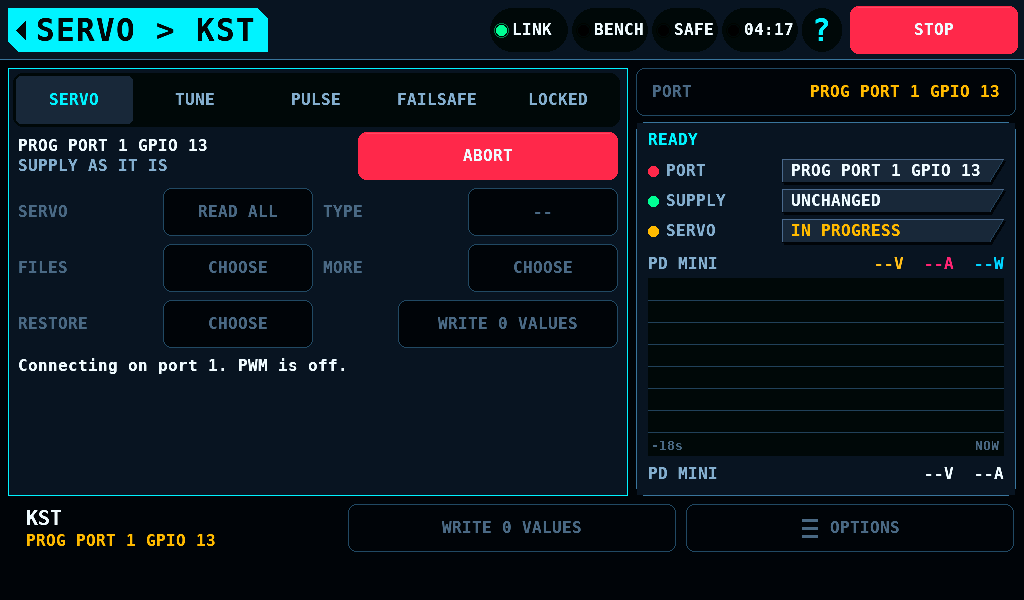 SERVO > KST
LINK
BENCH
SAFE
04:17
?
STOP
SERVO
TUNE
PULSE
FAILSAFE
LOCKED
PROG PORT 1 GPIO 13
SUPPLY AS IT IS
ABORT
SERVO
READ ALL
TYPE
--
FILES
CHOOSE
MORE
CHOOSE
RESTORE
CHOOSE
WRITE 0 VALUES
Connecting on port 1. PWM is off.
PORT
PROG PORT 1 GPIO 13
READY
PORT
PROG PORT 1 GPIO 13
SUPPLY
UNCHANGED
SERVO
IN PROGRESS
PD MINI
--V --A --W
-18s
NOW
PD MINI
--V --A
KST
PROG PORT 1 GPIO 13
WRITE 0 VALUES
OPTIONS